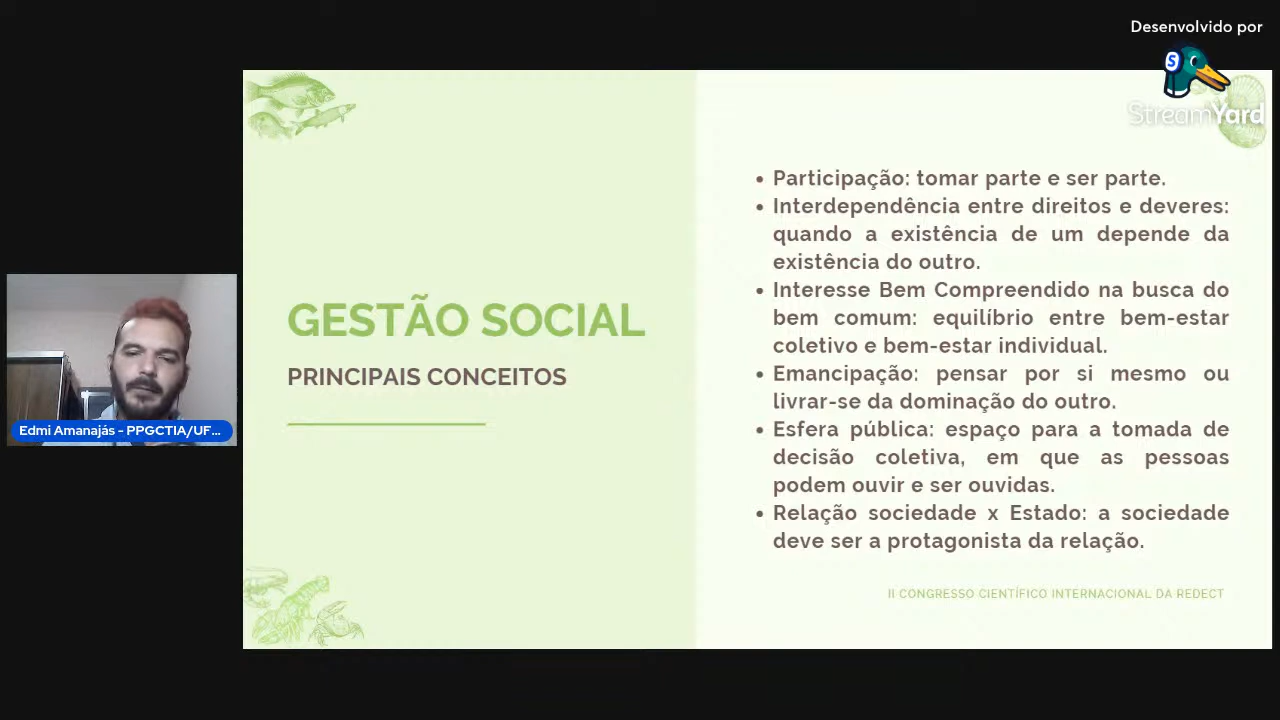 Desenvolvido por
StreamYard
GESTÃO SOCIAL
PRINCIPAIS CONCEITOS
• Participação: tomar parte e ser parte.
• Interdependência entre direitos e deveres:
quando a existência de um depende da
existência do outro.
• Interesse Bem Compreendido na busca do
bem comum: equilíbrio entre bem-estar
coletivo e bem-estar individual.
• Emancipação: pensar por si mesmo ou
livrar-se da dominação do outro.
• Esfera pública: espaço para a tomada de
decisão coletiva, em que as pessoas
podem ouvir e ser ouvidas.
• Relação sociedade x Estado: a sociedade
deve ser a protagonista da relação.
II CONGRESSO CIENTÍFICO INTERNACIONAL DA REDECT
Edmi Amanajás - PPGCTIA/UF...